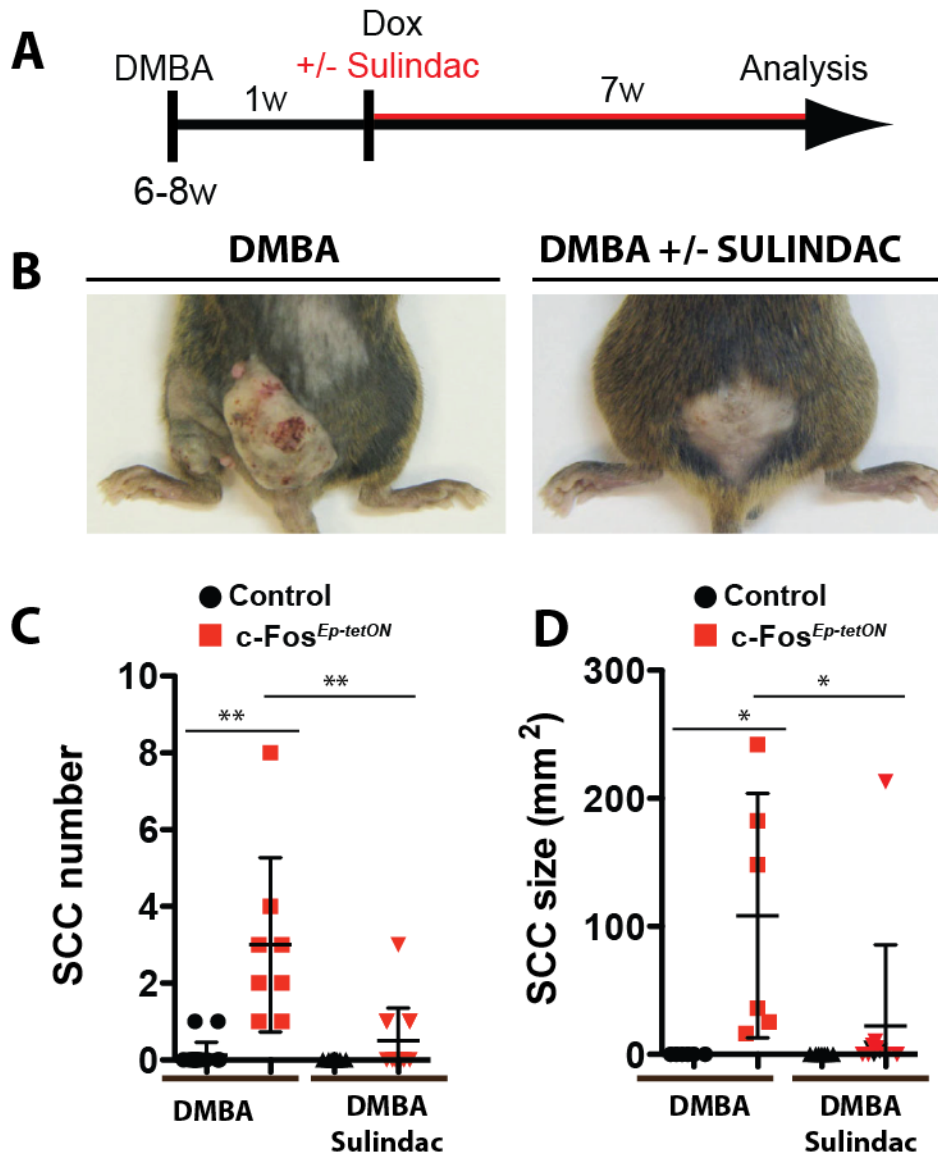 A
DMBA
1w
Dox
+/- Sulindac
7w
Analysis
6-8w
B
DMBA
DMBA +/- SULINDAC
C
● Control
■ c-Fos^Ep-tetON
SCC number
10
8
6
4
2
0
**
**
DMBA
DMBA
Sulindac
D
● Control
■ c-Fos^Ep-tetON
SCC size (mm²)
300
200
100
0
*
*
DMBA
DMBA
Sulindac